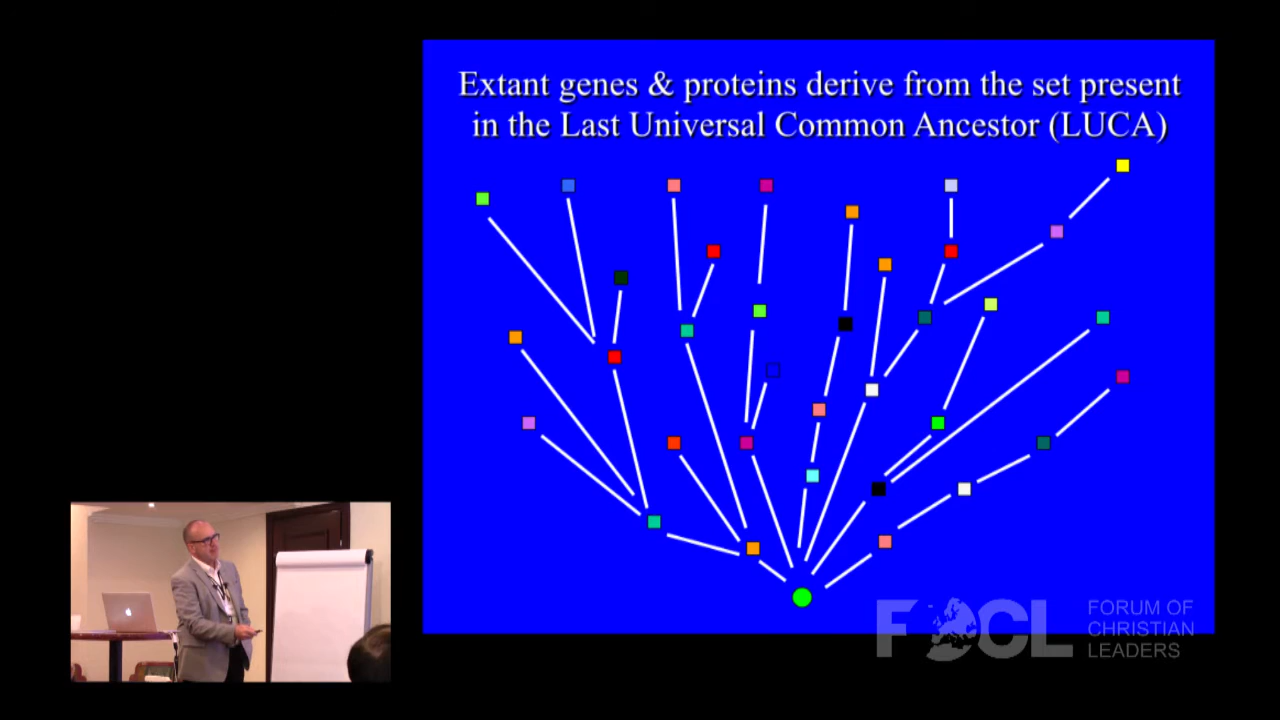 Extant genes & proteins derive from the set present
in the Last Universal Common Ancestor (LUCA)
FOCL
FORUM OF
CHRISTIAN
LEADERS